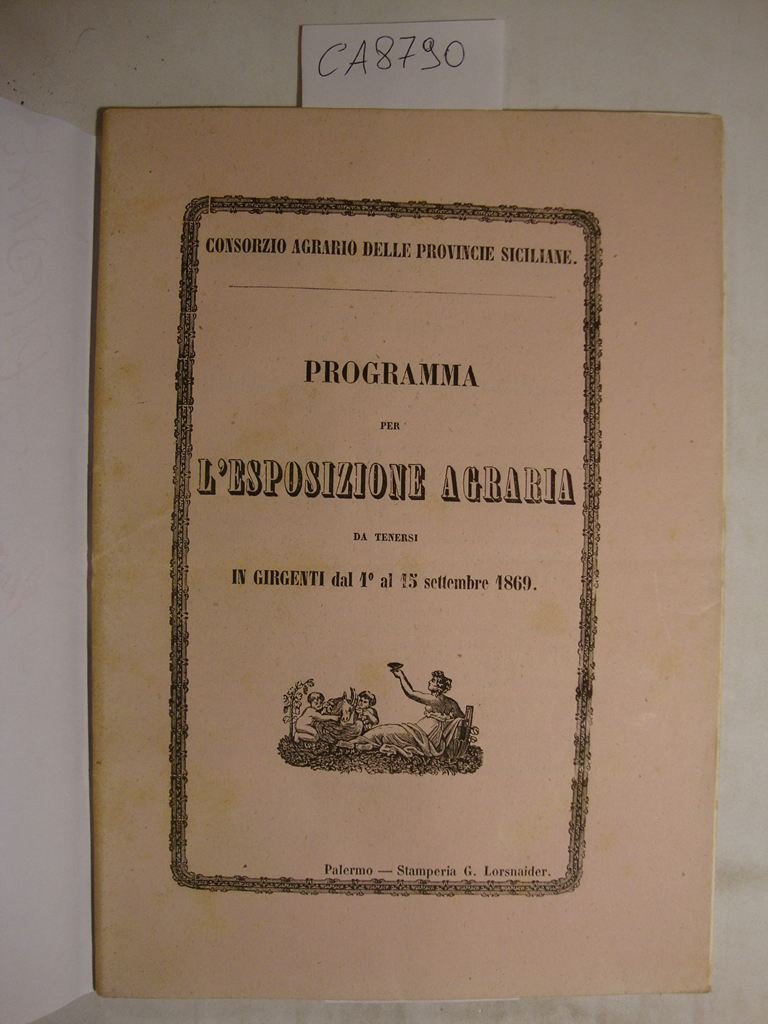 CA8790
CONSORZIO AGRARIO DELLE PROVINCIE SICILIANE.
PROGRAMMA
PER
L'ESPOSIZIONE AGRARIA
DA TENERSI
IN GIRGENTI dal 1º al 15 settembre 1869.
Palermo — Stamperia G. Lorsnaider.